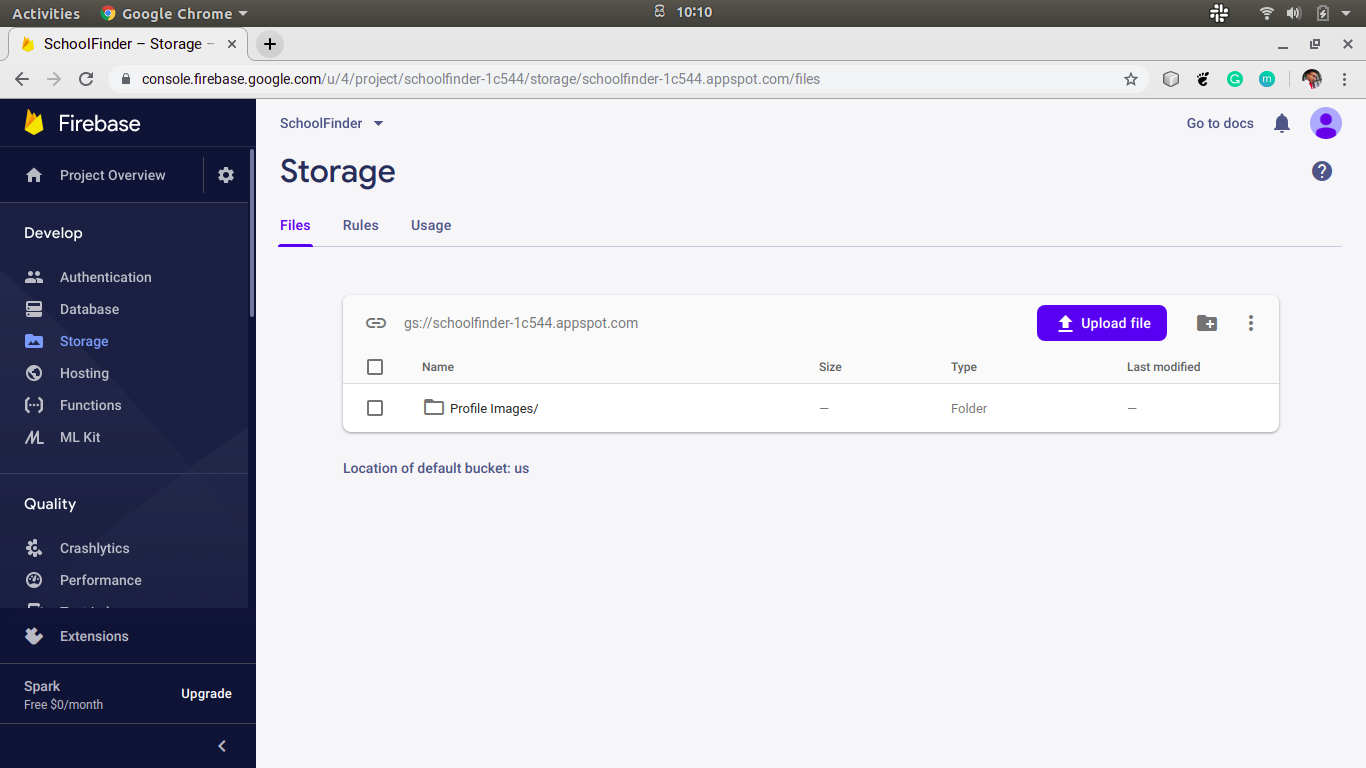 Activities Google Chrome 10:10
SchoolFinder – Storage –
console.firebase.google.com/u/4/project/schoolfinder-1c544/storage/schoolfinder-1c544.appspot.com/files
Firebase
Project Overview
Develop
Authentication
Database
Storage
Hosting
Functions
ML Kit
Quality
Crashlytics
Performance
Extensions
Spark
Free $0/month
Upgrade
SchoolFinder
Go to docs
Storage
Files Rules Usage
gs://schoolfinder-1c544.appspot.com
Upload file
Name Size Type Last modified
Profile Images/ — Folder —
Location of default bucket: us